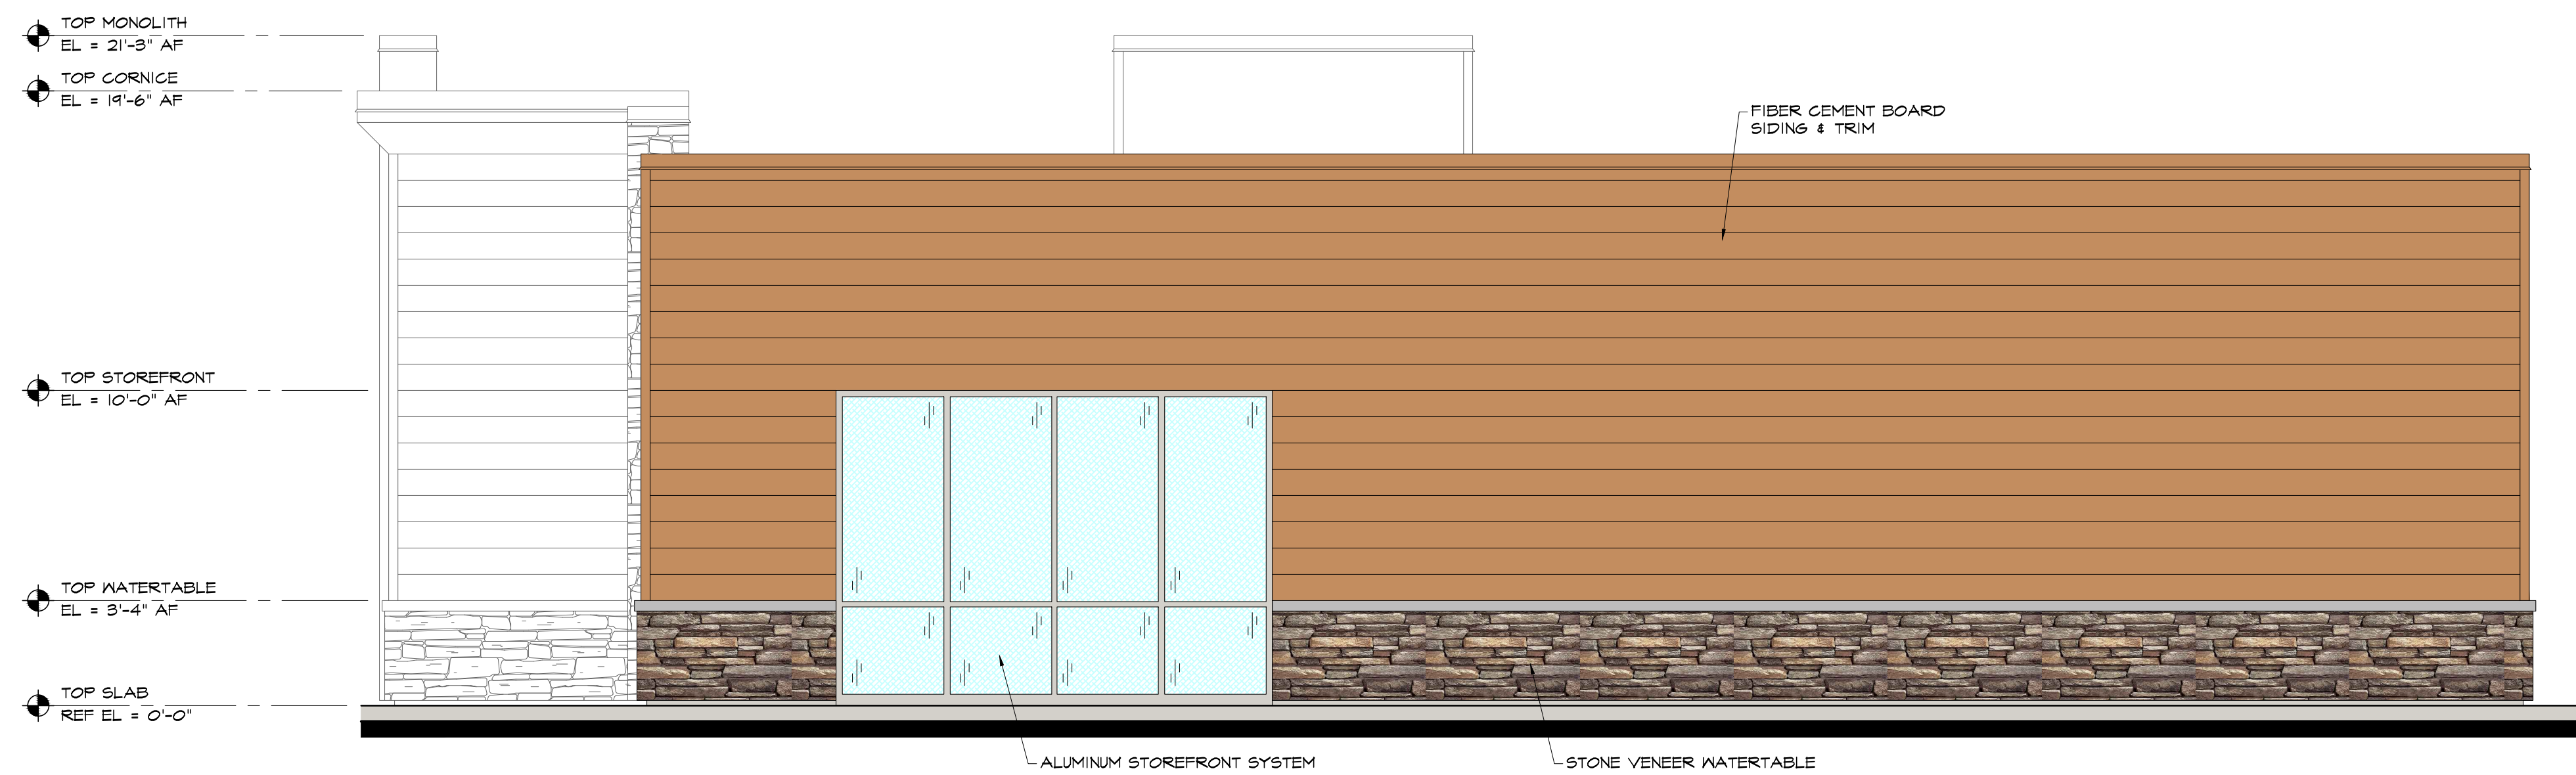 TOP MONOLITH
EL = 21'-3" AF
TOP CORNICE
EL = 19'-6" AF
FIBER CEMENT BOARD
SIDING & TRIM
TOP STOREFRONT
EL = 10'-0" AF
TOP WATERTABLE
EL = 3'-4" AF
TOP SLAB
REF EL = 0'-0"
ALUMINUM STOREFRONT SYSTEM
STONE VENEER WATERTABLE